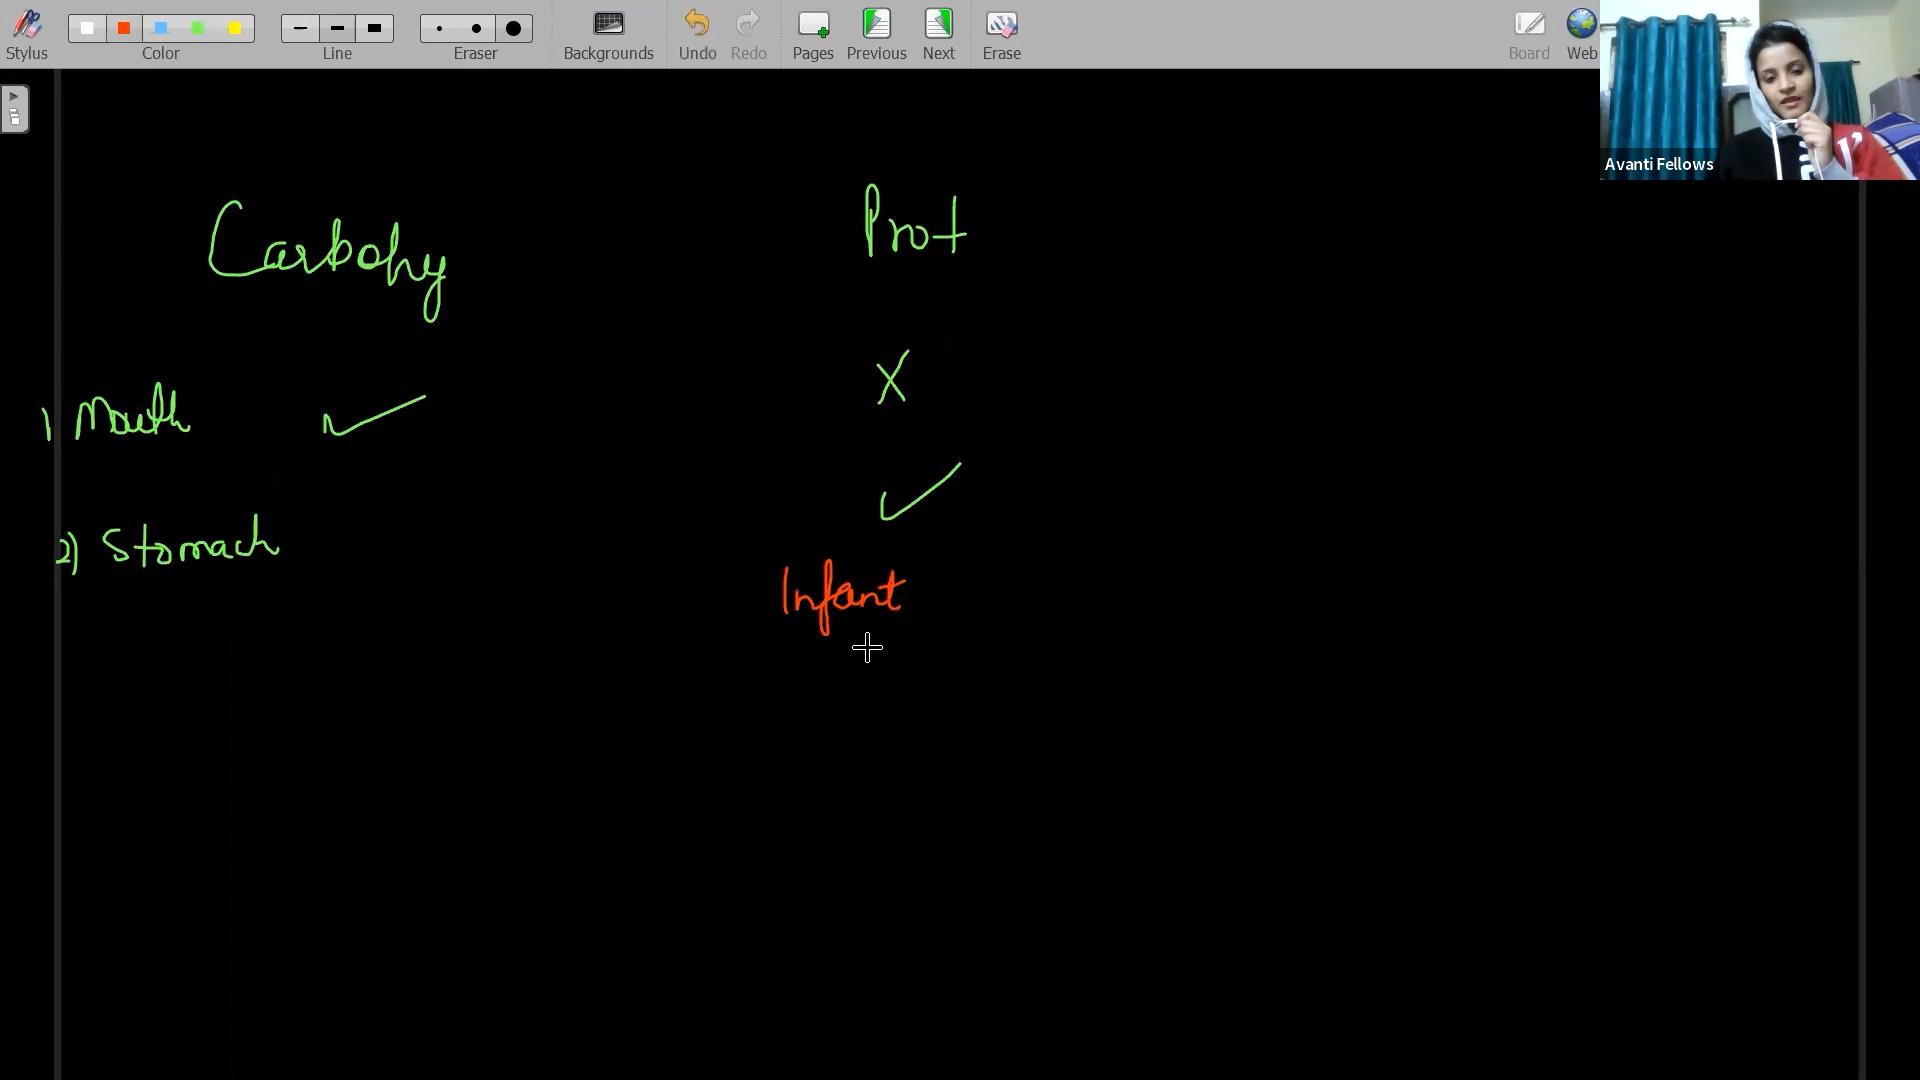 Stylus Color Line Eraser Backgrounds Undo Redo Pages Previous Next Erase Board Web
Avanti Fellows
Carbohy Prot
1 Mouth ✓ X
2) Stomach ✓
Infant